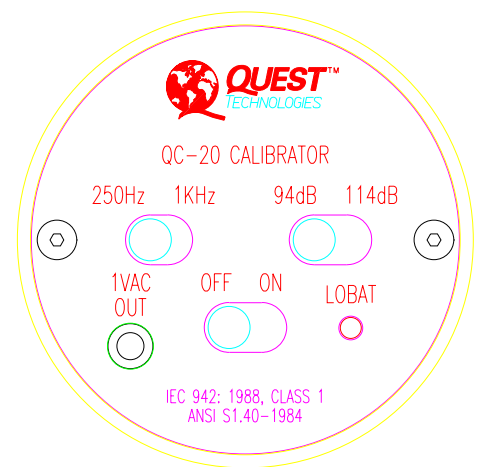 QUEST™
TECHNOLOGIES
QC-20 CALIBRATOR
250Hz 1KHz 94dB 114dB
1VAC OUT
OFF ON
LOBAT
IEC 942: 1988, CLASS 1
ANSI S1.40-1984